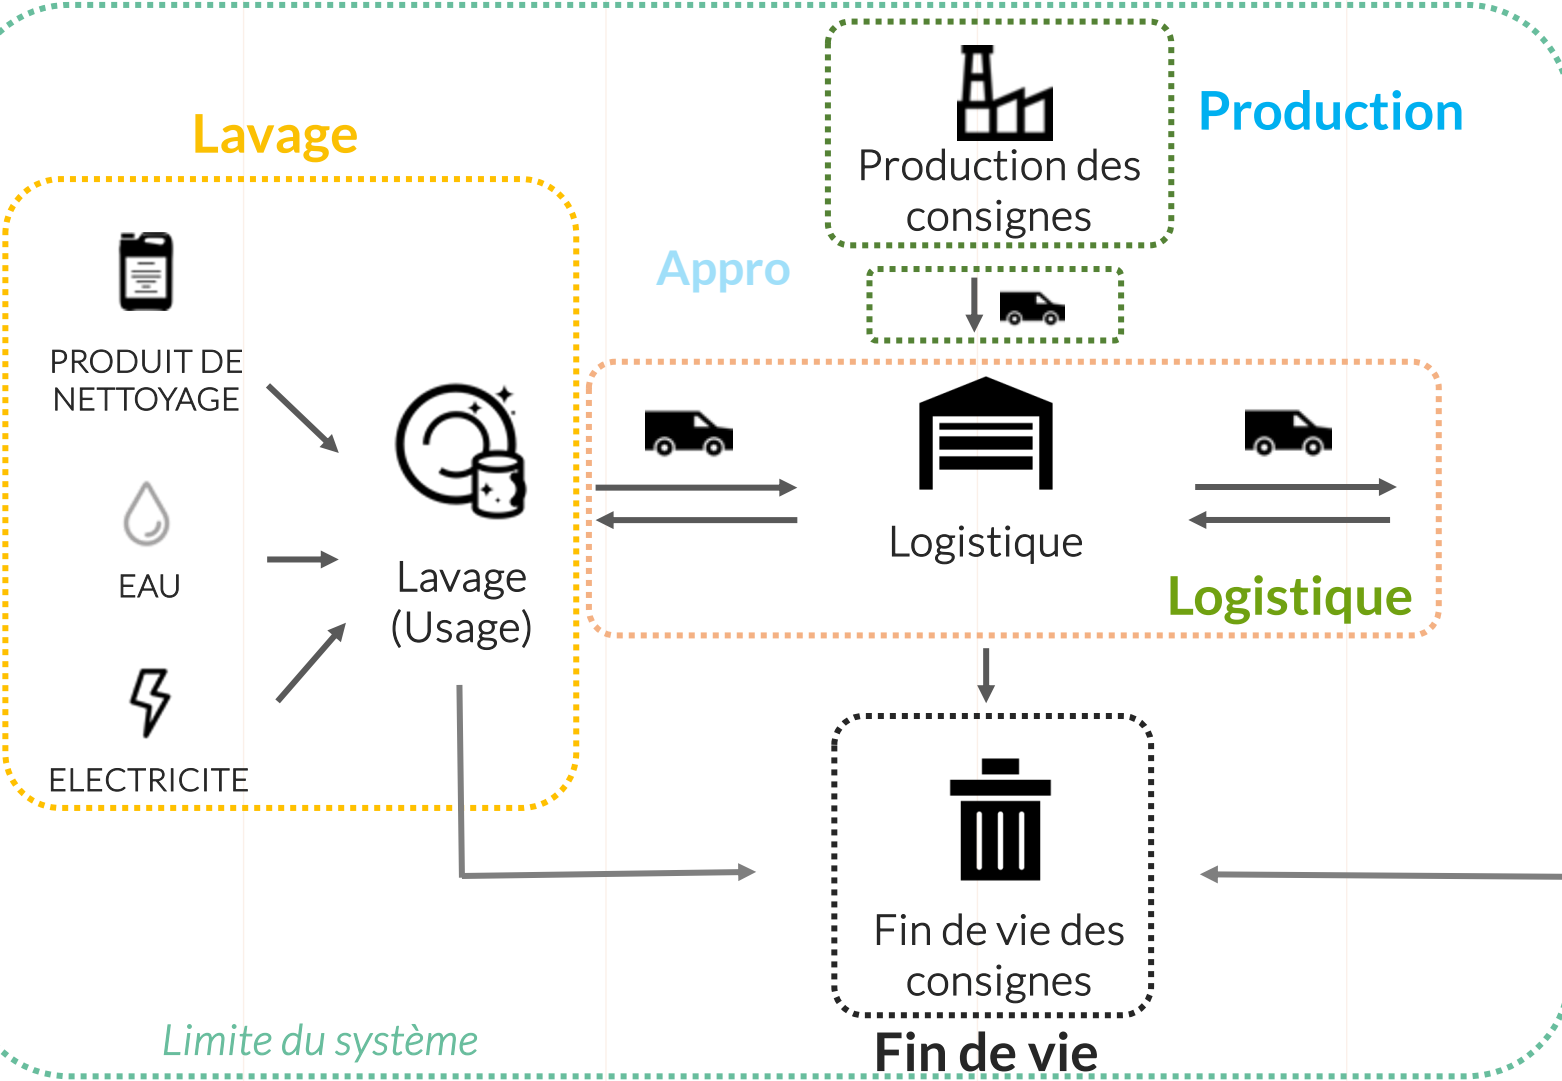 Production
Lavage
Production des
consignes
Appro
PRODUIT DE
NETTOYAGE
Logistique
EAU
Lavage
(Usage)
Logistique
ELECTRICITE
Fin de vie des
consignes
Limite du système
Fin de vie